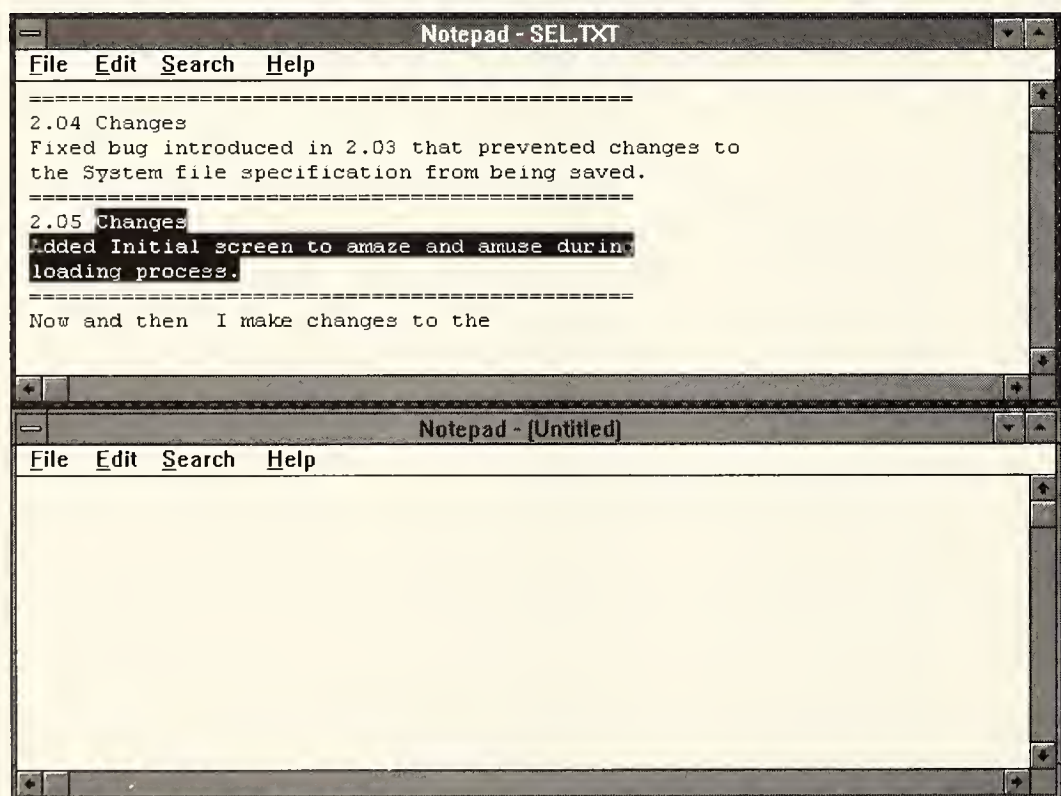 Notepad - SEL.TXT
File Edit Search Help
==============================================
2.04 Changes
Fixed bug introduced in 2.03 that prevented changes to
the System file specification from being saved.
==============================================
2.05 Changes
Added Initial screen to amaze and amuse during
loading process.
==============================================
Now and then I make changes to the
Notepad - (Untitled)
File Edit Search Help